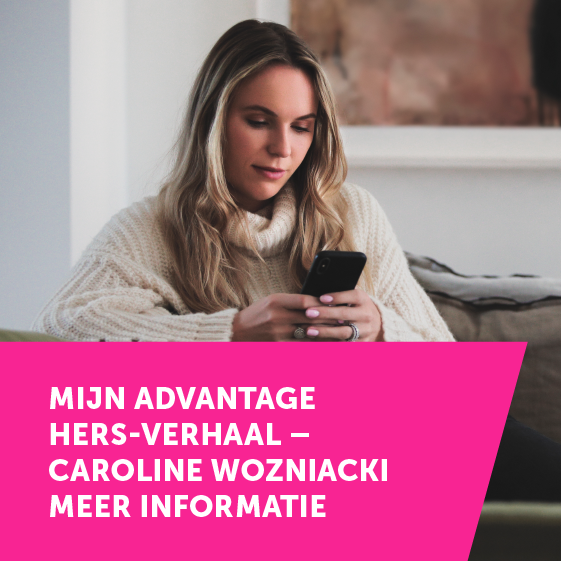 MIJN ADVANTAGE
HERS-VERHAAL –
CAROLINE WOZNIACKI
MEER INFORMATIE